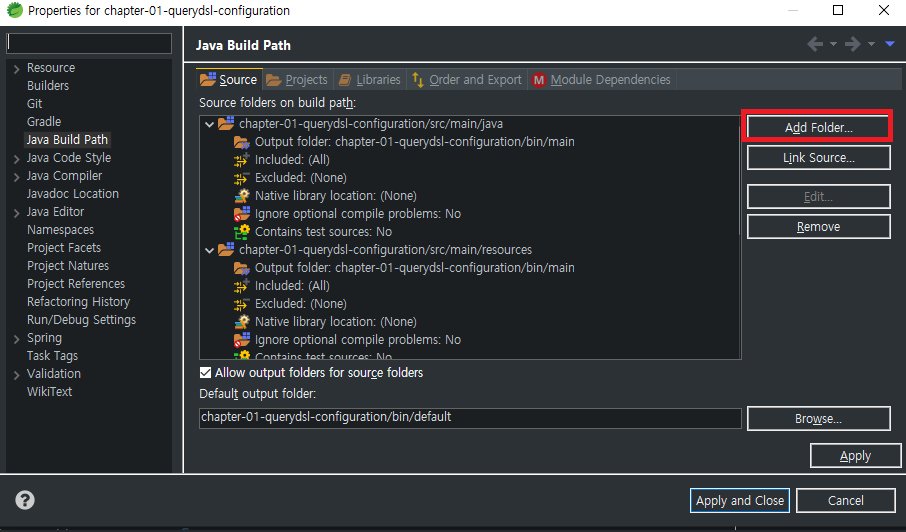 Properties for chapter-01-querydsl-configuration
Resource
Builders
Git
Gradle
Java Build Path
Java Code Style
Java Compiler
Javadoc Location
Java Editor
Namespaces
Project Facets
Project Natures
Project References
Refactoring History
Run/Debug Settings
Spring
Task Tags
Validation
WikiText
Java Build Path
Source Projects Libraries Order and Export M Module Dependencies
Source folders on build path:
chapter-01-querydsl-configuration/src/main/java
Output folder: chapter-01-querydsl-configuration/bin/main
Included: (All)
Excluded: (None)
Native library location: (None)
Ignore optional compile problems: No
Contains test sources: No
chapter-01-querydsl-configuration/src/main/resources
Output folder: chapter-01-querydsl-configuration/bin/main
Included: (All)
Excluded: (None)
Native library location: (None)
Ignore optional compile problems: No
Contains test sources: No
Add Folder...
Link Source...
Edit...
Remove
Allow output folders for source folders
Default output folder:
chapter-01-querydsl-configuration/bin/default
Browse...
Apply
?
Apply and Close
Cancel